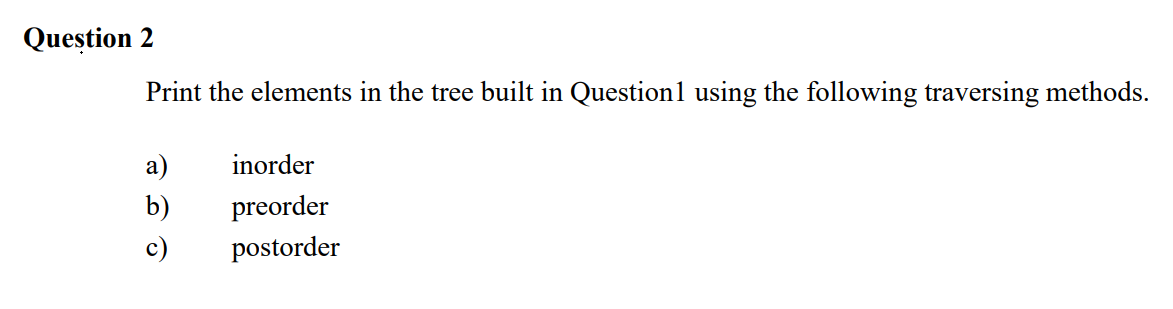 Question 2
Print the elements in the tree built in Question1 using the following traversing methods.
a) inorder
b) preorder
c) postorder